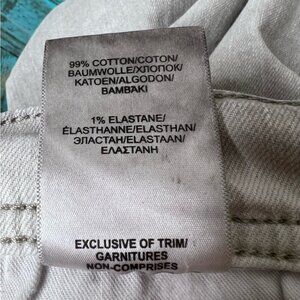 99% COTTON/COTON/
BAUMWOLLE/ХЛОПОК/
KATOEN/ALGODON/
ΒΑΜΒΑΚΙ
1% ELASTANE/
ÉLASTHANNE/ELASTHAN/
ЭЛАСТАН/ELASTAAN/
ΕΛΑΣΤΑΝΗ
EXCLUSIVE OF TRIM/
GARNITURES
NON-COMPRISES